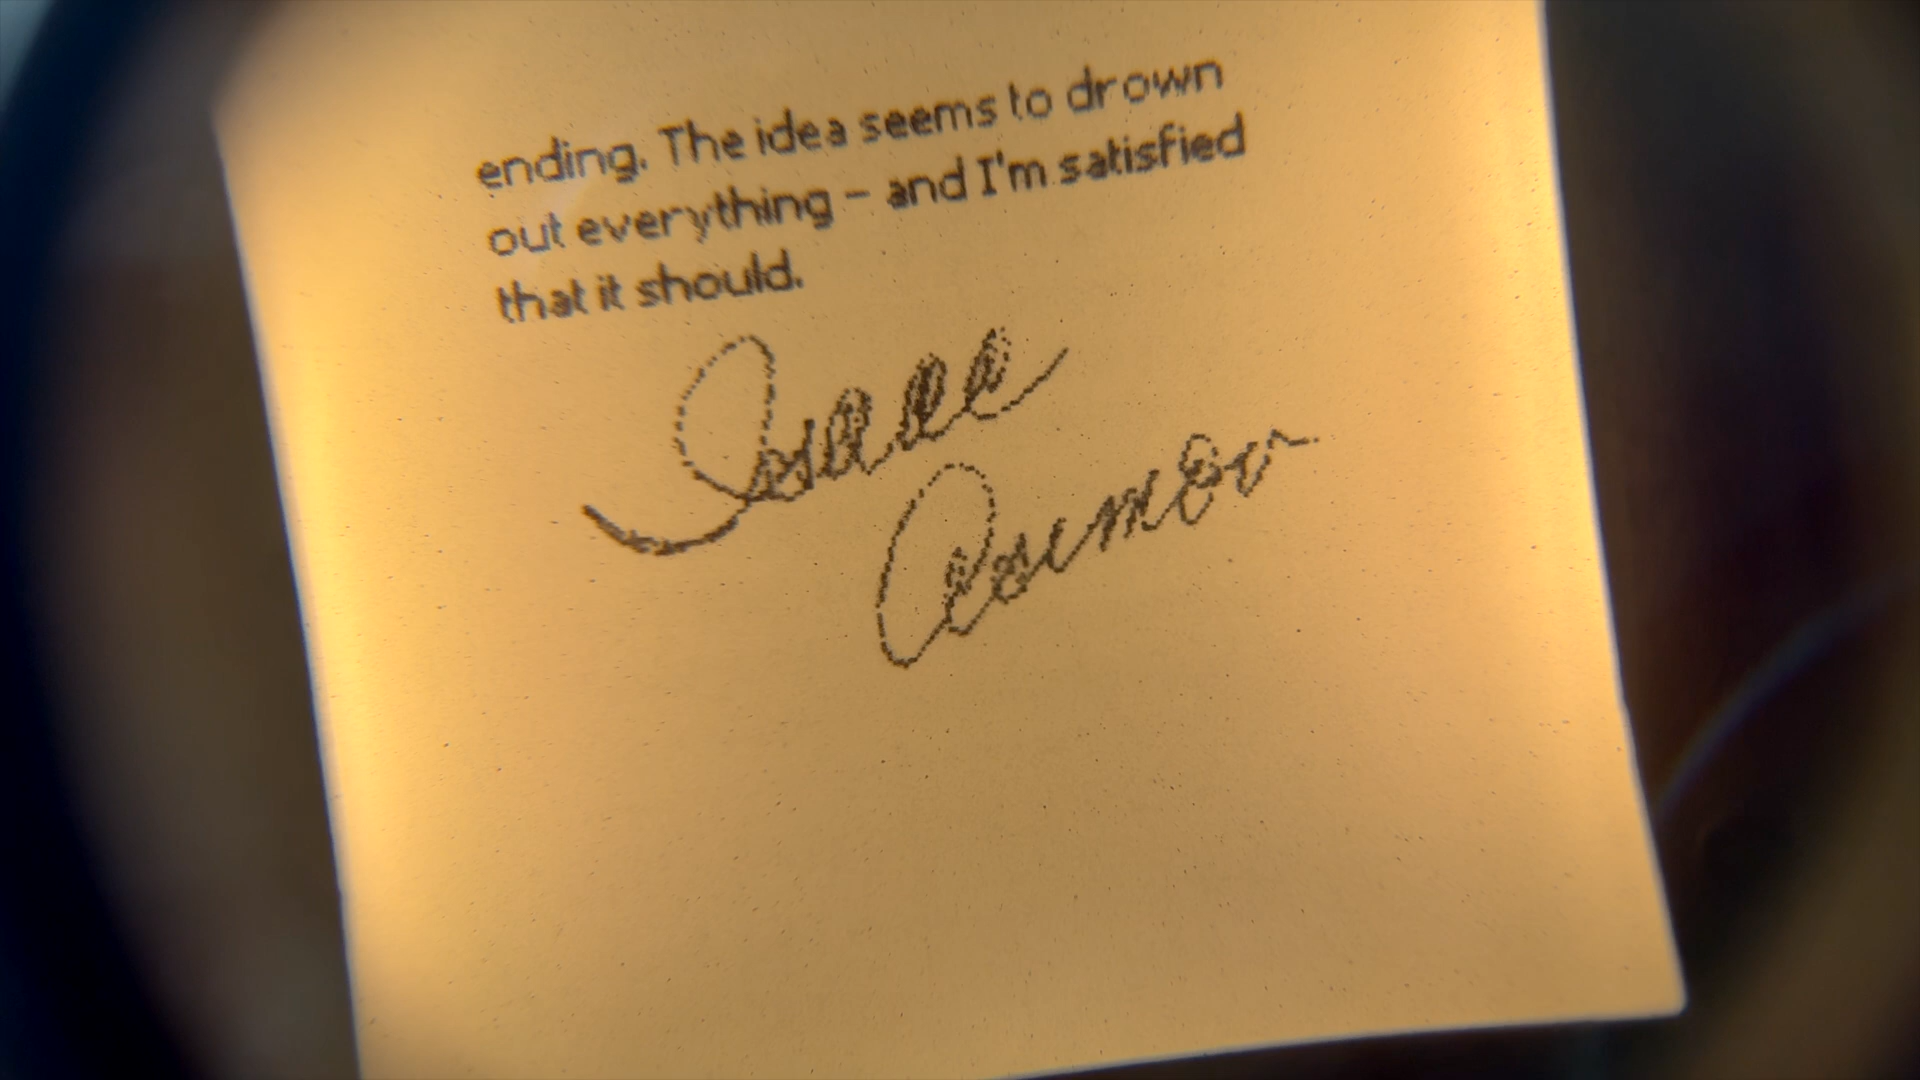 ending. The idea seems to drown
out everything – and I'm satisfied
that it should.
Isaac
Asimov